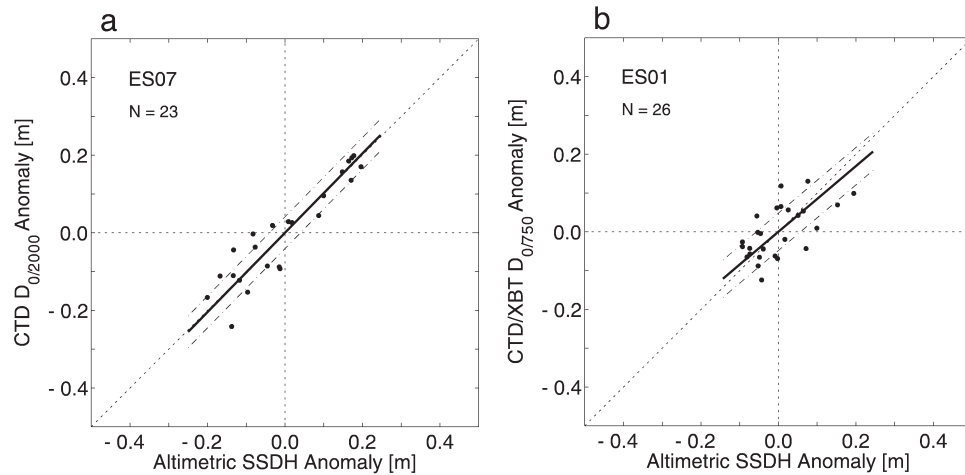 a
ES07
N = 23
CTD D0/2000 Anomaly [m]
0.4
0.2
0.0
- 0.2
- 0.4
- 0.4
- 0.2
0.0
0.2
0.4
Altimetric SSDH Anomaly [m]
b
ES01
N = 26
CTD/XBT D0/750 Anomaly [m]
0.4
0.2
0.0
- 0.2
- 0.4
- 0.4
- 0.2
0.0
0.2
0.4
Altimetric SSDH Anomaly [m]